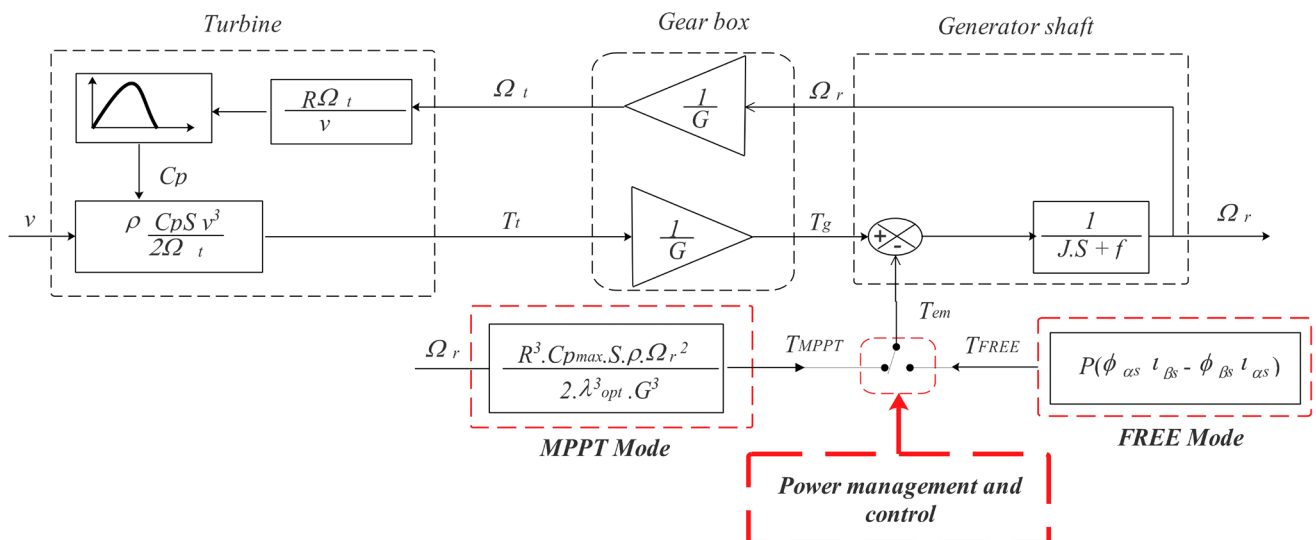 Turbine
Gear box
Generator shaft
RΩ t
v
Ω t
1
G
Ω r
Cp
v
ρ CpS v³
2Ω t
Tt
1
G
Tg
+
-
1
J.S + f
Ω r
Tem
Ω r
R³.Cpmax.S.ρ.Ω r²
2.λ³opt.G³
TMPPT
TFREE
P(ϕ αs ι βs - ϕ βs ι αs)
MPPT Mode
FREE Mode
Power management and
control